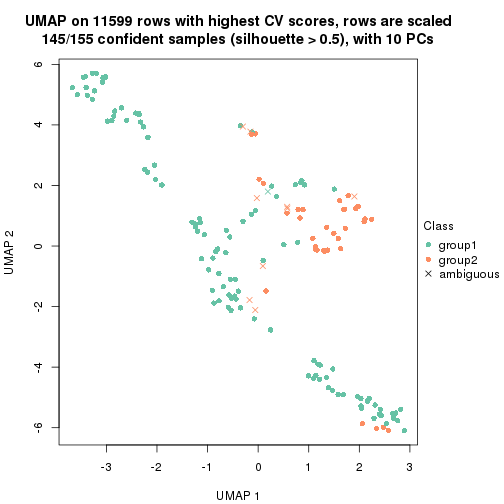 UMAP on 11599 rows with highest CV scores, rows are scaled
145/155 confident samples (silhouette > 0.5), with 10 PCs
6
4
2
0
-2
-4
-6
UMAP 2
-3
-2
-1
0
1
2
3
UMAP 1
Class
group1
group2
ambiguous